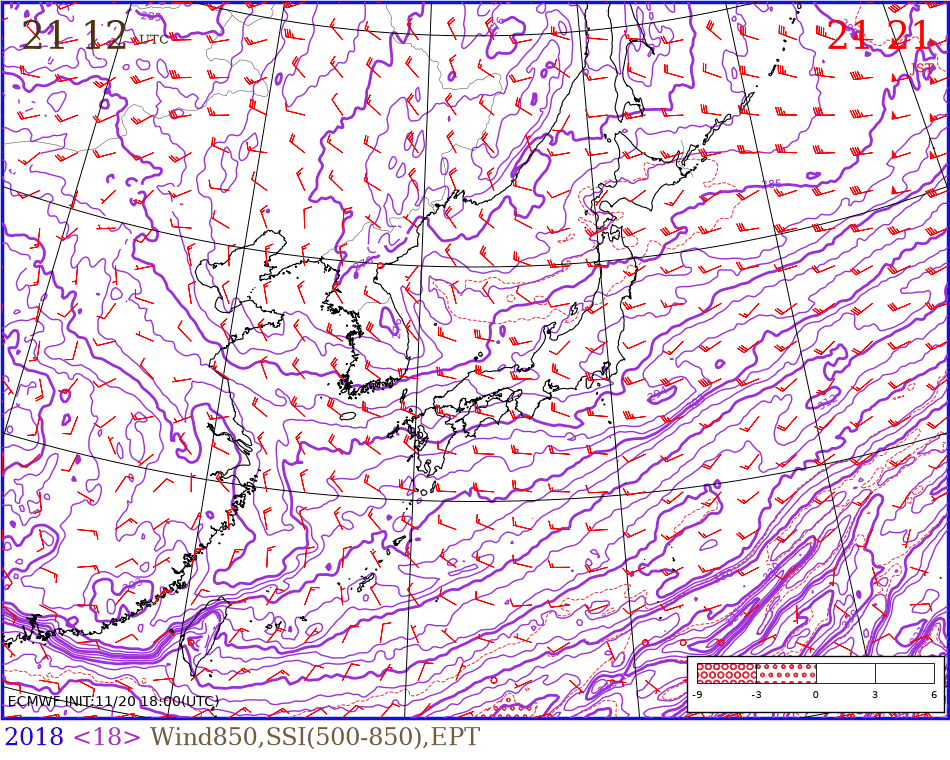 21 12 UTC
21 21
JST
285
ECMWF INIT:11/20 18:00(UTC)
-9 -3 0 3 6
2018 <18> Wind850,SSI(500-850),EPT